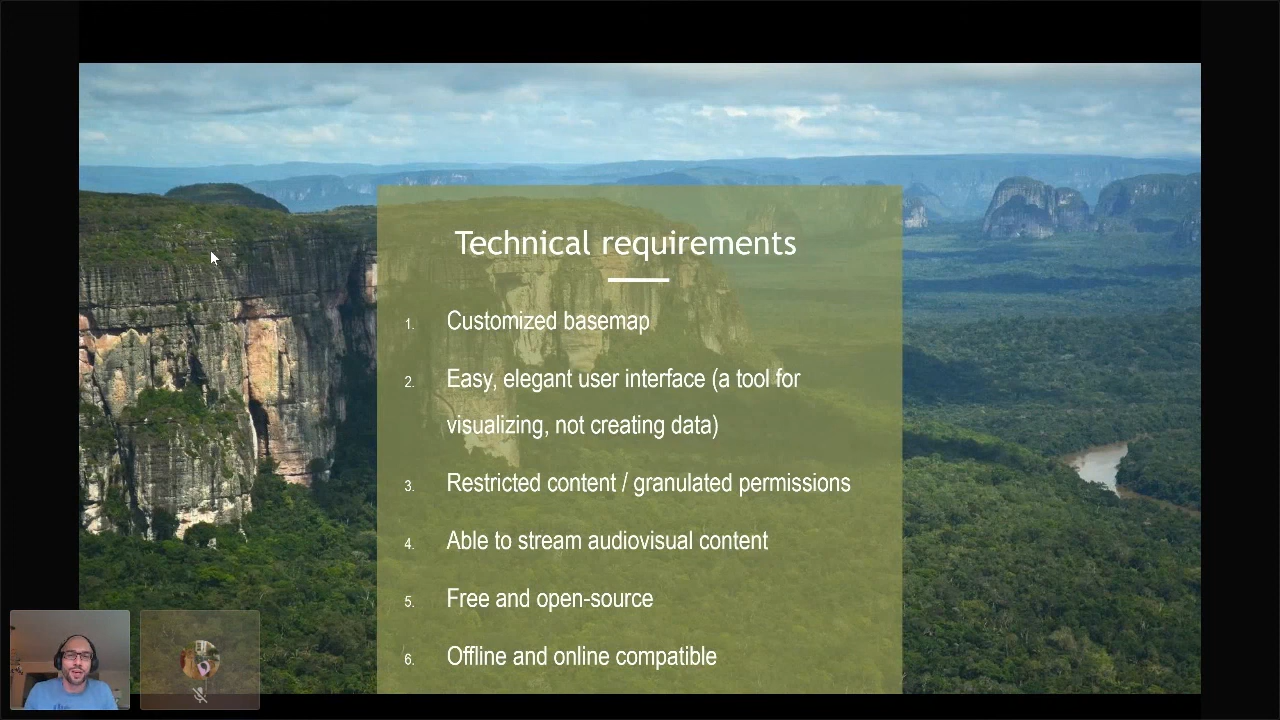 Technical requirements
1. Customized basemap
2. Easy, elegant user interface (a tool for
visualizing, not creating data)
3. Restricted content / granulated permissions
4. Able to stream audiovisual content
5. Free and open-source
6. Offline and online compatible